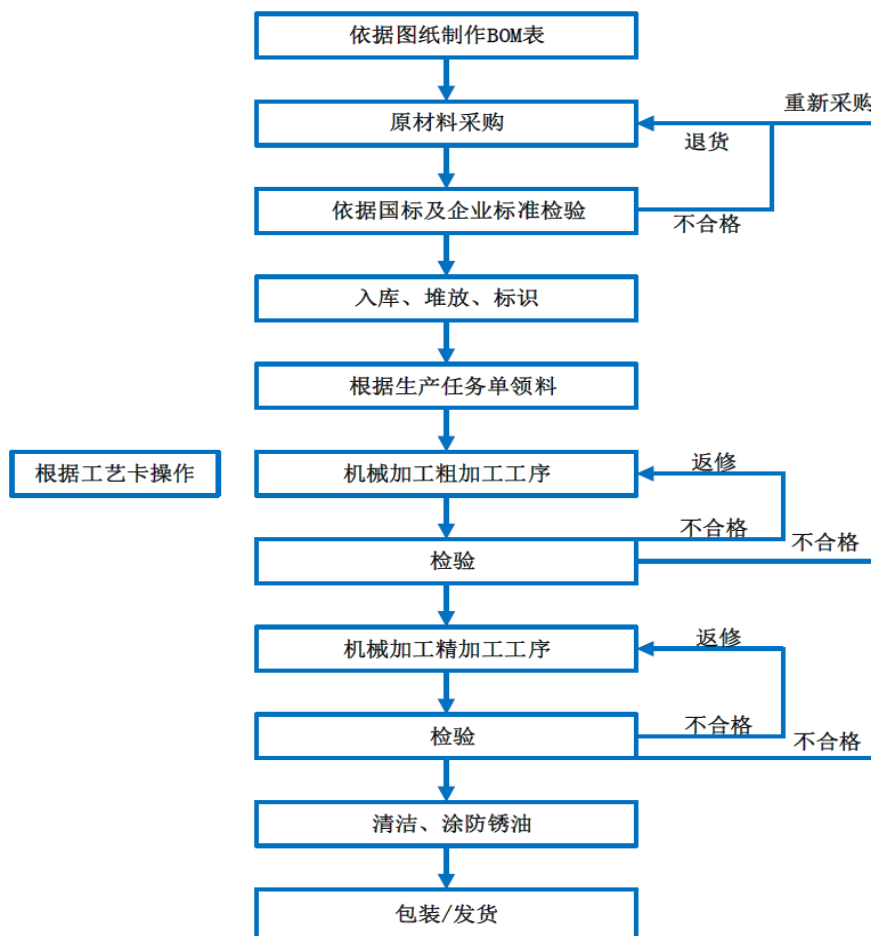 依据图纸制作BOM表
重新采购
原材料采购
退货
依据国标及企业标准检验
不合格
入库、堆放、标识
根据生产任务单领料
返修
根据工艺卡操作
机械加工粗加工工序
不合格
不合格
检验
返修
机械加工精加工工序
不合格
不合格
检验
清洁、涂防锈油
包装/发货